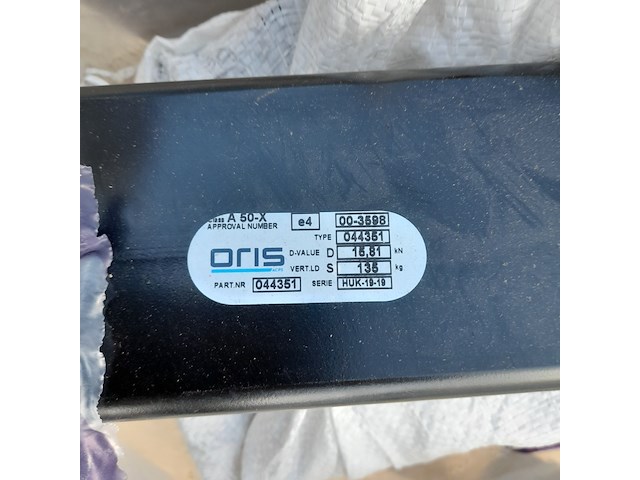 A 50-X e4 00-3598
APPROVAL NUMBER
TYPE 044351
ORIS D-VALUE D 15,81 kN
VERT.LD S 135 kg
PART.NR 044351 SERIE HUK-19-19